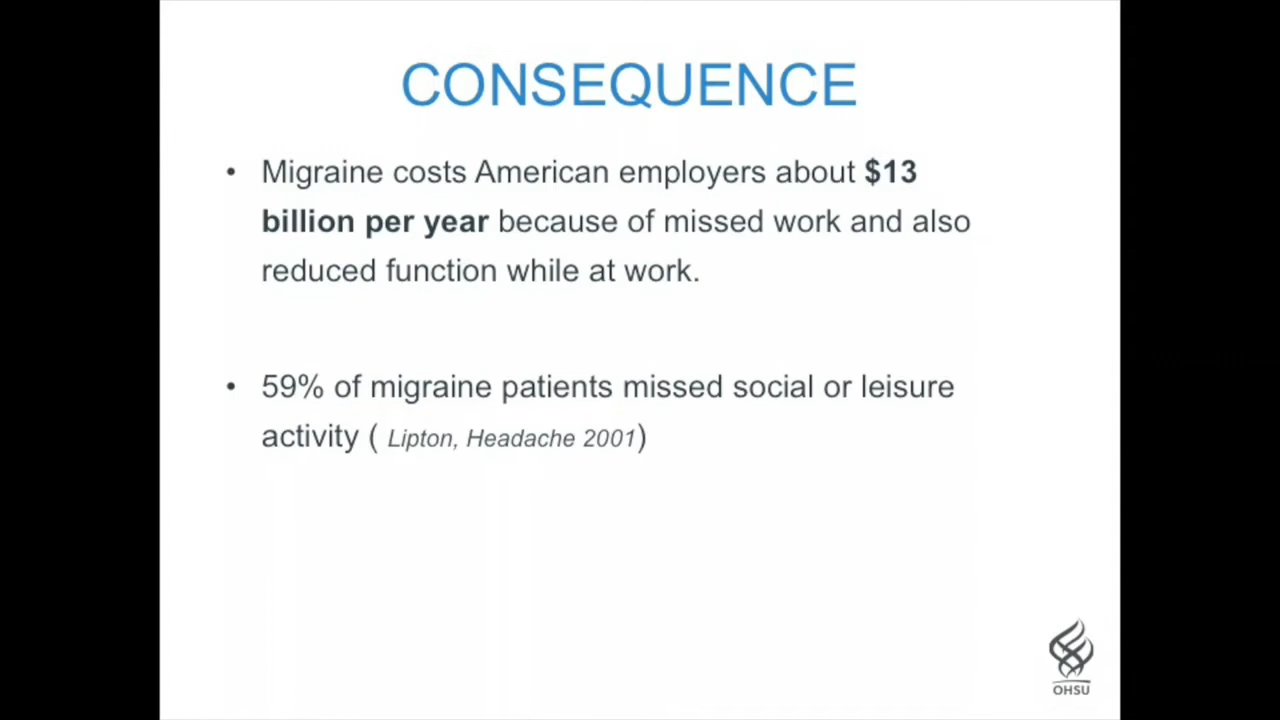 CONSEQUENCE
• Migraine costs American employers about $13
billion per year because of missed work and also
reduced function while at work.
• 59% of migraine patients missed social or leisure
activity ( Lipton, Headache 2001)
OHSU